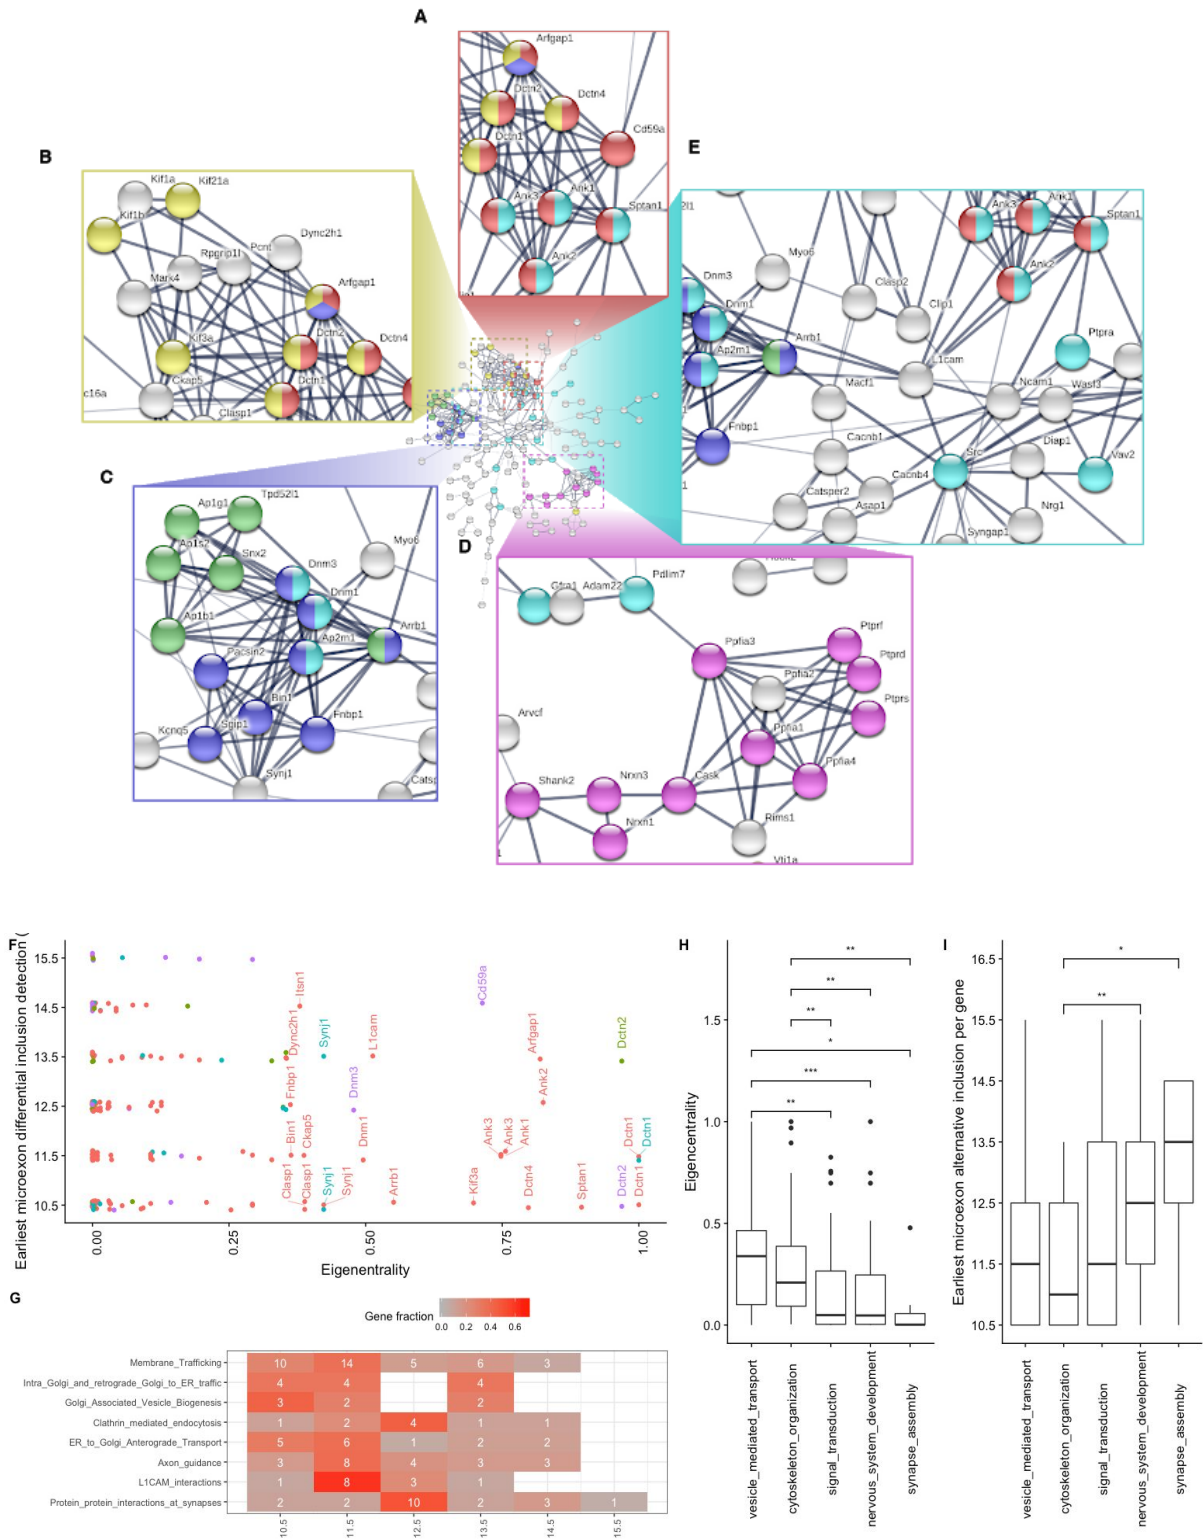 A
Arfgap1
Dctn2
Dctn4
Dctn1
Cd59a
Ank3
Ank1
Sptan1
Ank2
B
Kif1a
Kif21a
Kif1b
Dync2h1
Rpgrip1l
Pcnt
Mark4
Arfgap1
Dctn2
Dctn4
Kif3a
Dctn1
Ckap5
c16a
Clasp1
E
2l1
Ank3
Ank1
Sptan1
Myo6
Ank2
Dnm3
Clasp2
Dnm1
Clip1
Ptpra
Arrb1
Ap2m1
L1cam
Macf1
Ncam1
Wasf3
Fnbp1
Cacnb1
Diap1
Src
Vav2
Cacnb4
Catsper2
Asap1
Nrg1
Syngap1
C
Tpd52l1
Ap1g1
Ap1s2
Snx2
Myo6
Dnm3
Dnm1
Ap1b1
Arrb1
Ap2m1
Pacsin2
Bin1
Fnbp1
Kcnq5
Sgip1
Synj1
Catsp
D
Gfra1
Adam22
Pdlim7
Ptprf
Ppfia3
Ptprd
Ppfia2
Ptprs
Arvcf
Ppfia1
Ppfia4
Shank2
Nrxn3
Cask
Nrxn1
Rims1
Vti1a
F
Earliest microexon differential inclusion detection (
15.5
14.5
13.5
12.5
11.5
10.5
Itsn1
Cd59a
Dync2h1
Synj1
L1cam
Arfgap1
Dctn2
Fnbp1
Dnm3
Ank2
Bin1
Ckap5
Dnm1
Ank3
Ank3
Ank1
Dctn1
Dctn1
Clasp1
Clasp1
Synj1
Synj1
Arrb1
Kif3a
Dctn4
Sptan1
Dctn2
Dctn1
0.00
0.25
0.50
0.75
1.00
Eigenentrality
G
Gene fraction
0.0 0.2 0.4 0.6
Membrane_Trafficking 10 14 5 6 3
Intra_Golgi_and_retrograde_Golgi_to_ER_traffic 4 4 4
Golgi_Associated_Vesicle_Biogenesis 3 2 2
Clathrin_mediated_endocytosis 1 2 4 1 1
ER_to_Golgi_Anterograde_Transport 5 6 1 2 2
Axon_guidance 3 8 4 3 3
L1CAM_interactions 1 8 3 1
Protein_protein_interactions_at_synapses 2 2 10 2 3 1
10.5
11.5
12.5
13.5
14.5
15.5
H
Eigencentrality
1.5
1.0
0.5
0.0
**
**
**
*
***
**
vesicle_mediated_transport
cytoskeleton_organization
signal_transduction
nervous_system_development
synapse_assembly
I
Earliest microexon alternative inclusion per gene
16.5
15.5
14.5
13.5
12.5
11.5
10.5
*
**
vesicle_mediated_transport
cytoskeleton_organization
signal_transduction
nervous_system_development
synapse_assembly